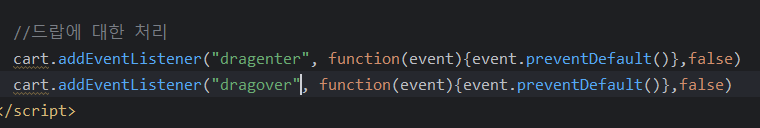 //드랍에 대한 처리
cart.addEventListener("dragenter", function(event){event.preventDefault()},false)
cart.addEventListener("dragover", function(event){event.preventDefault()},false)
</script>